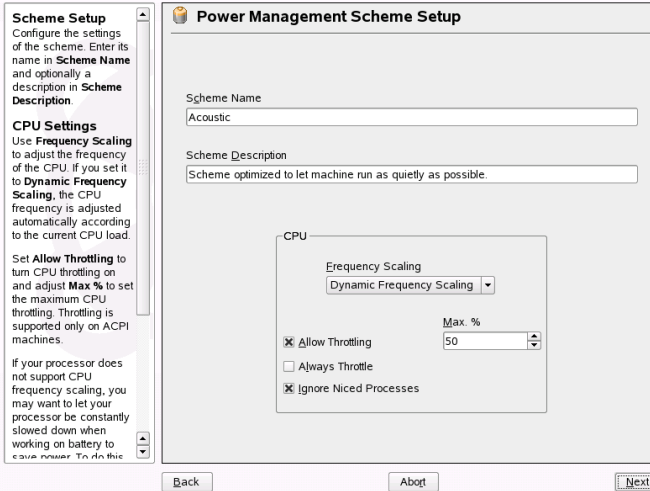 Scheme Setup
Configure the settings
of the scheme. Enter its
name in Scheme Name
and optionally a
description in Scheme
Description.
CPU Settings
Use Frequency Scaling
to adjust the frequency
of the CPU. If you set it
to Dynamic Frequency
Scaling, the CPU
frequency is adjusted
automatically according
to the current CPU load.
Set Allow Throttling to
turn CPU throttling on
and adjust Max % to set
the maximum CPU
throttling. Throttling is
supported only on ACPI
machines.
If your processor does
not support CPU
frequency scaling, you
may want to let your
processor be constantly
slowed down when
working on battery to
save power. To do this
Power Management Scheme Setup
Scheme Name
Acoustic
Scheme Description
Scheme optimized to let machine run as quietly as possible.
CPU
Frequency Scaling
Dynamic Frequency Scaling
Max. %
Allow Throttling
50
Always Throttle
Ignore Niced Processes
Back
Abort
Next